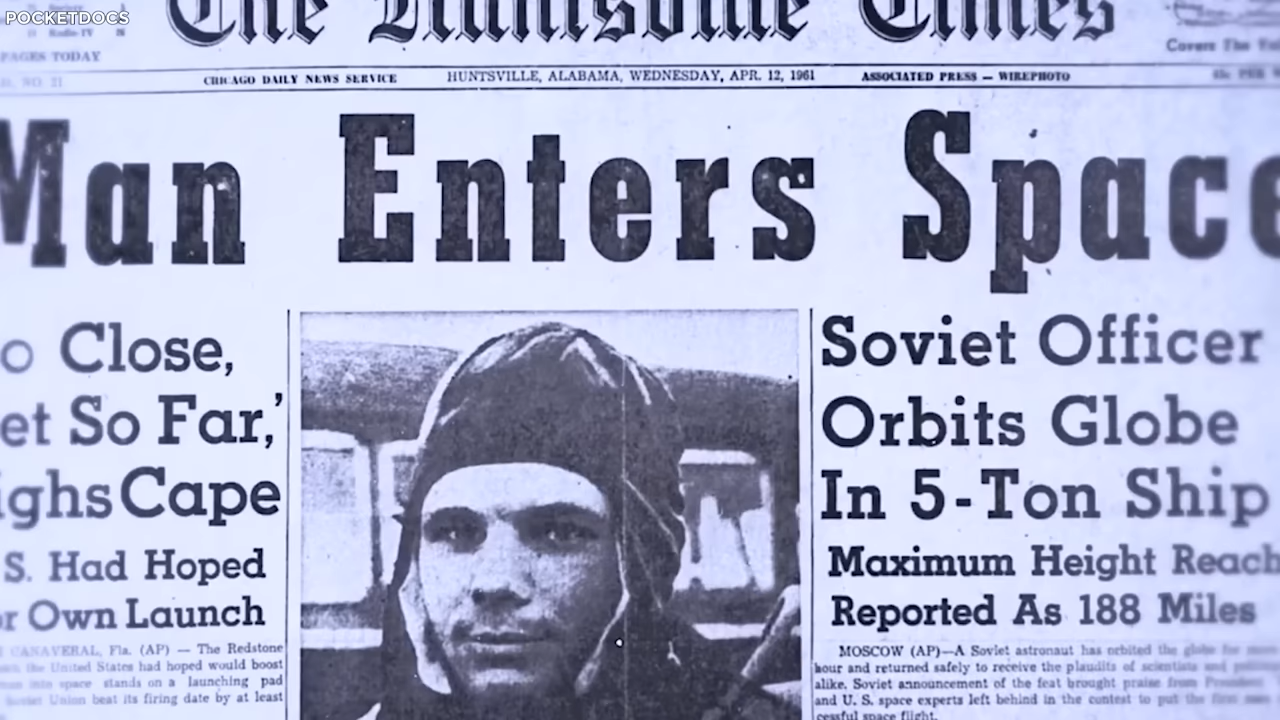 POCKETDOCS
The Huntsville Times
PAGES TODAY
Covers The
CHICAGO DAILY NEWS SERVICE
HUNTSVILLE, ALABAMA, WEDNESDAY, APR. 12, 1961
ASSOCIATED PRESS — WIREPHOTO
Man Enters Space
o Close,
et So Far,'
ighs Cape
S. Had Hoped
r Own Launch
CANAVERAL, Fla. (AP) — The Redstone
the United States had hoped would boost
into space stands on a launching pad
Soviet Union beat its firing date by at least
Soviet Officer
Orbits Globe
In 5-Ton Ship
Maximum Height Reach
Reported As 188 Miles
MOSCOW (AP)—A Soviet astronaut has orbited the globe for
hour and returned safely to receive the plaudits of scientists and
alike. Soviet announcement of the feat brought praise from President
and U. S. space experts left behind in the contest to put the first
cessful space flight.